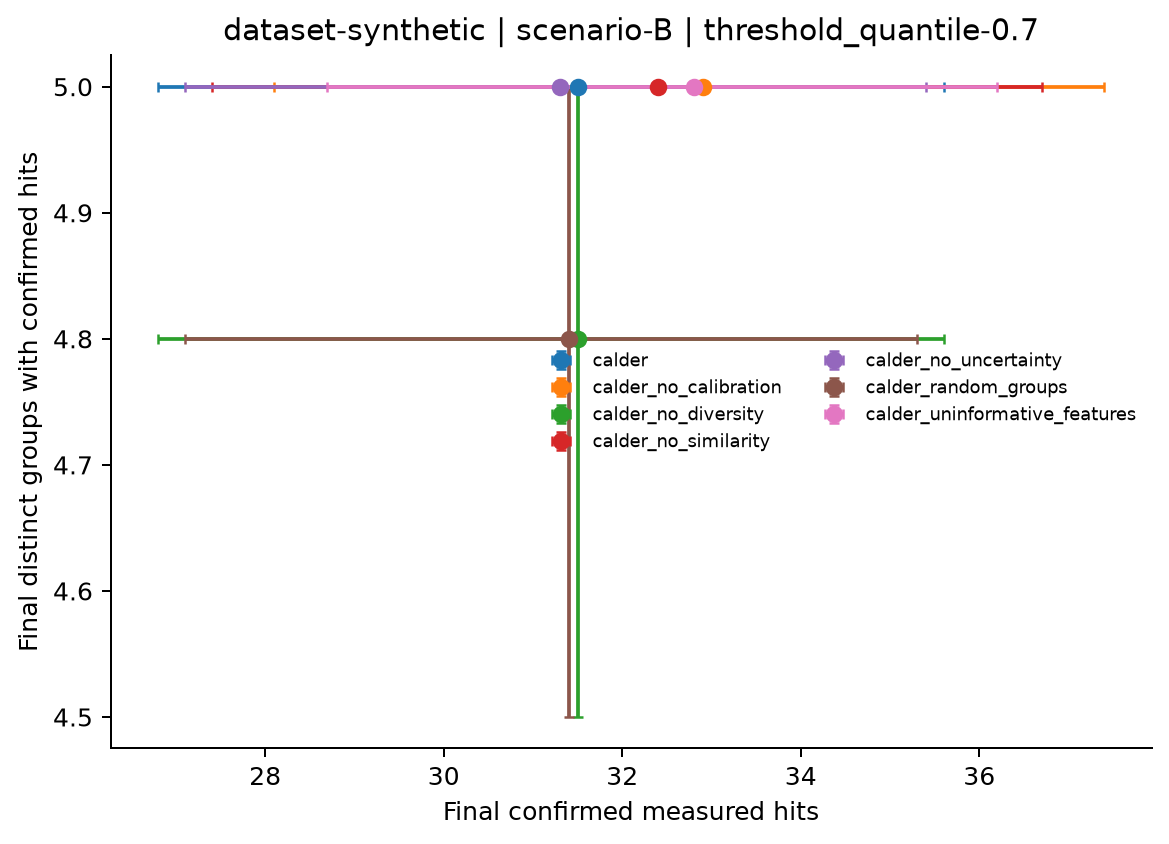 dataset-synthetic | scenario-B | threshold_quantile-0.7
Final distinct groups with confirmed hits
5.0
4.9
4.8
4.7
4.6
4.5
calder
calder_no_calibration
calder_no_diversity
calder_no_similarity
calder_no_uncertainty
calder_random_groups
calder_uninformative_features
28
30
32
34
36
Final confirmed measured hits